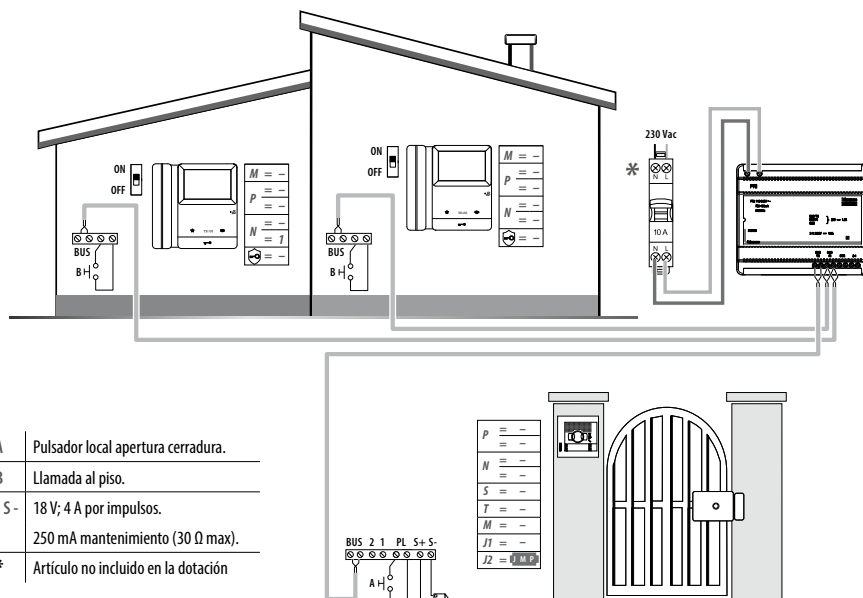 230 Vac
*
N L
10 A
N L
ON
OFF
BUS
B
M = –
P = –
= –
N = –
= 1
= –
ON
OFF
BUS
B
M = –
P = –
= –
N = –
= –
= –
A Pulsador local apertura cerradura.
B Llamada al piso.
S - 18 V; 4 A por impulsos.
250 mA mantenimiento (30 Ω max).
* Artículo no incluido en la dotación
P = –
= –
N = –
= –
S = –
T = –
M = –
J1 = –
J2 = JMP
BUS 2 1 PL S+ S-
A